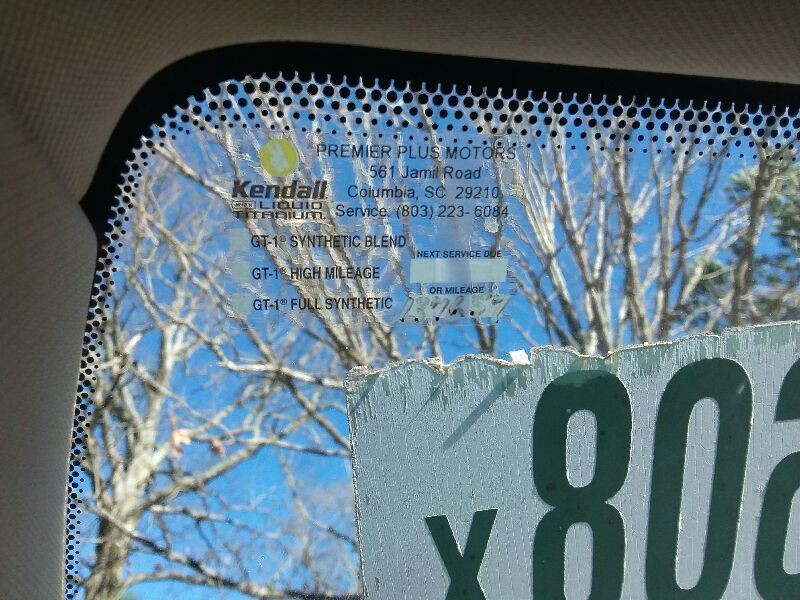 PREMIER PLUS MOTORS
561 Jamil Road
Columbia, SC 29210
Service: (803) 223- 6084
Kendall
LIQUID
TITANIUM
GT-1® SYNTHETIC BLEND
GT-1® HIGH MILEAGE
GT-1® FULL SYNTHETIC
NEXT SERVICE DUE
OR MILEAGE
X 80